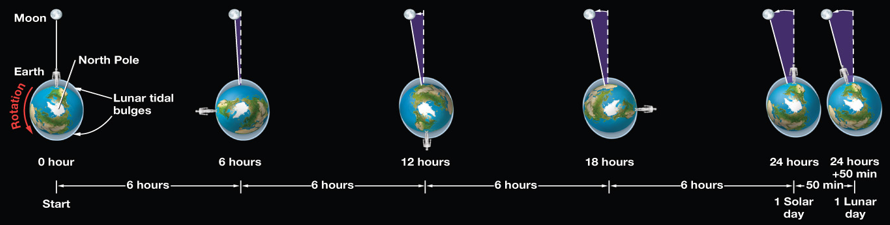 Moon
North Pole
Earth
Rotation
Lunar tidal
bulges
0 hour
6 hours
12 hours
18 hours
24 hours
24 hours
+50 min
6 hours
6 hours
6 hours
6 hours
50 min
Start
1 Solar
day
1 Lunar
day